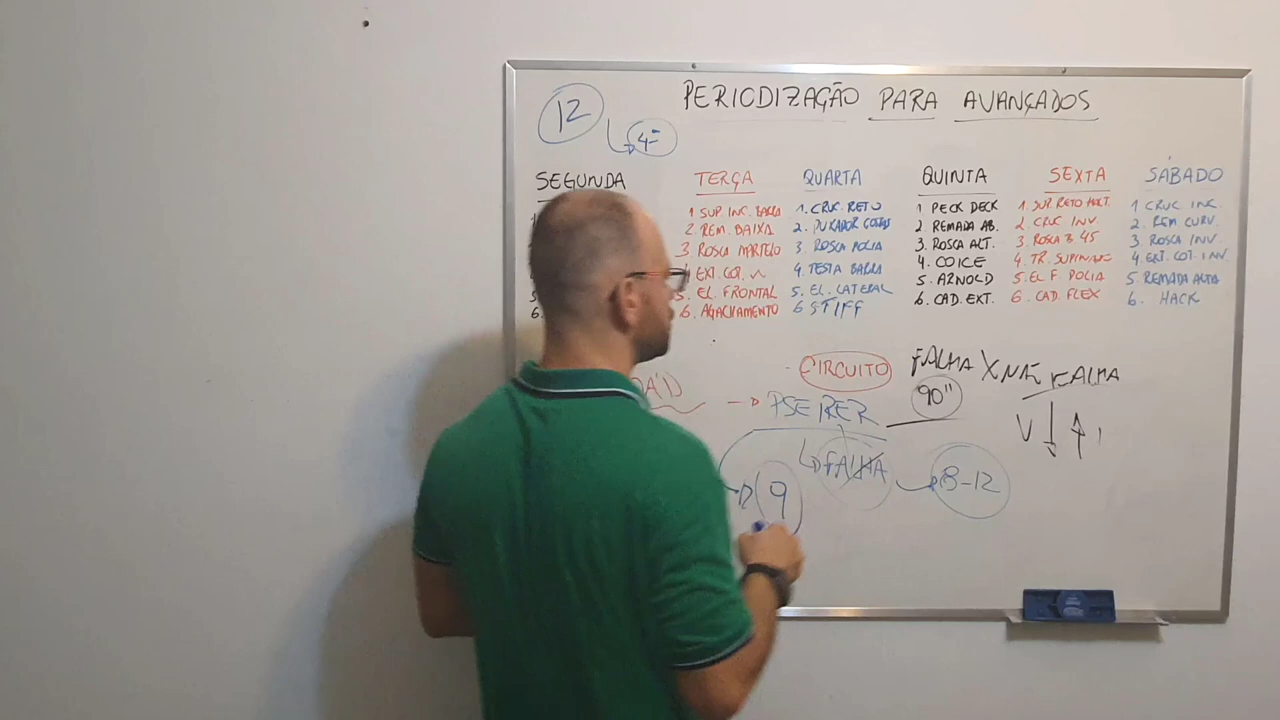 PERIODIZAÇÃO PARA AVANÇADOS
12
4=
SEGUNDA
6.
TERÇA
1 SUP. INC. BARRA
2. REM. BAIXA
3 ROSCA MARTELO
4 EXT. COT. V
5. EL. FRONTAL
6. AGACHAMENTO
QUARTA
1. CRUC. RETO
2. PUXADOR COSTAS
3 ROSCA POLIA
4 TESTA BARRA
5. EL. LATERAL
6 STIFF
QUINTA
1 PECK DECK
2. REMADA AB.
3. ROSCA ALT.
4. COICE
5. ARNOLD
6. CAD. EXT.
SEXTA
1. SUP. RETO HALT.
2. CRUC INV.
3. ROSCA B. 45
4. TR. SUPINADO
5. EL F. POLIA
6. CAD. FLEX
SÁBADO
1 CRUC INC.
2. REM. CURV.
3. ROSCA INV.
4. EXT. COT. INV.
5 REMADA ALTA
6. HACK
CIRCUITO
FALHA X NÃO FALHA
PSE RER
90"
V ↓ ↑ I
9
FALHA
8-12